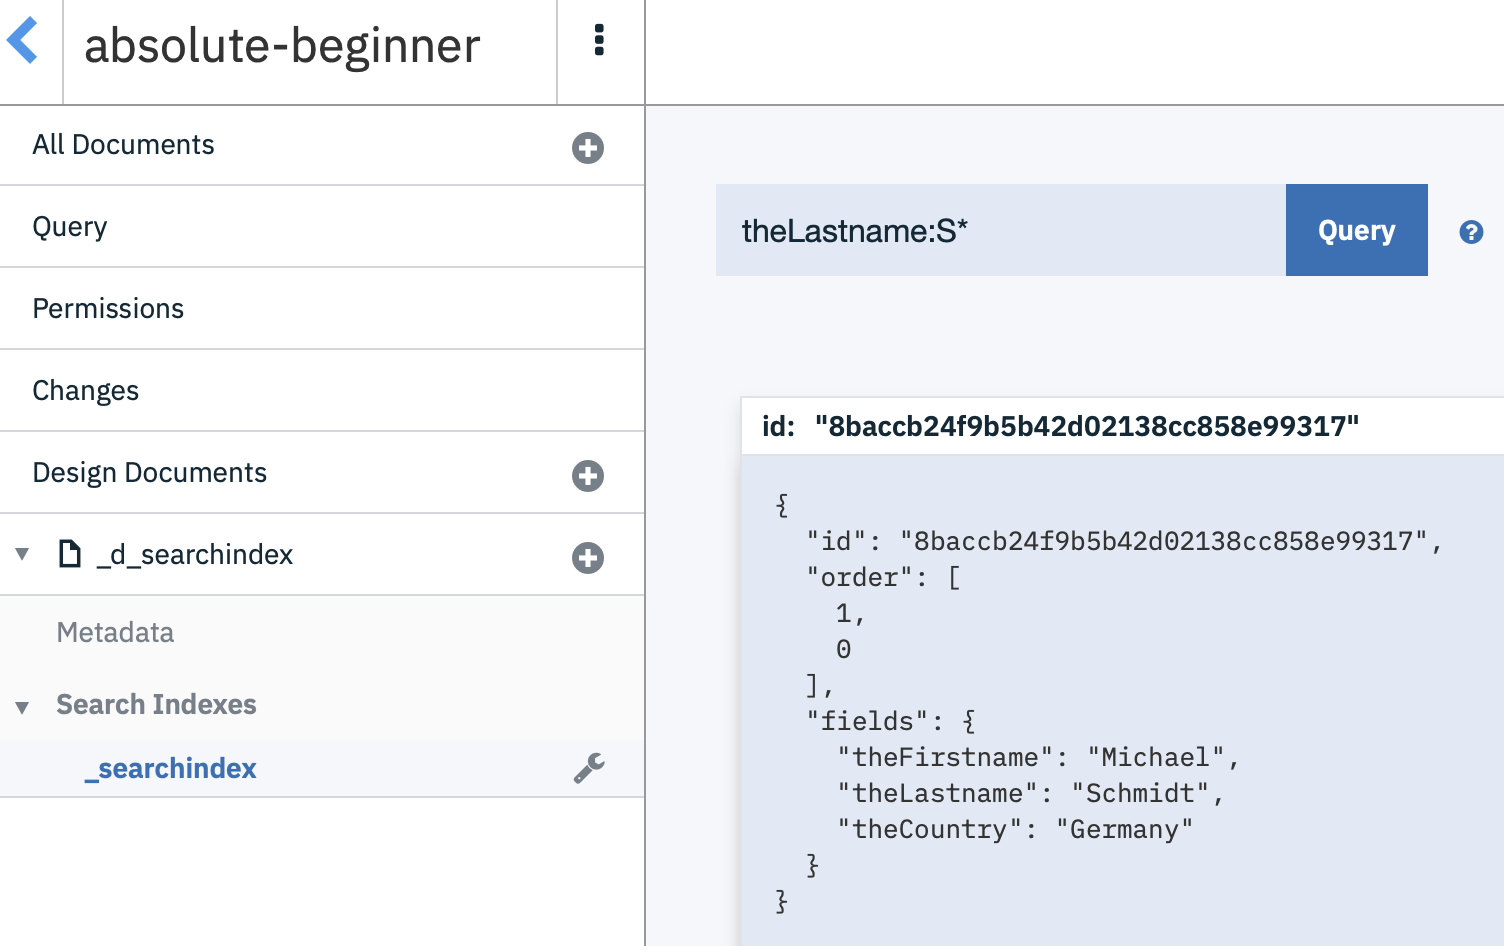 absolute-beginner
All Documents
Query
Permissions
Changes
Design Documents
_d_searchindex
Metadata
Search Indexes
_searchindex
theLastname:S*
Query
?
id: "8baccb24f9b5b42d02138cc858e99317"
{
"id": "8baccb24f9b5b42d02138cc858e99317",
"order": [
1,
0
],
"fields": {
"theFirstname": "Michael",
"theLastname": "Schmidt",
"theCountry": "Germany"
}
}